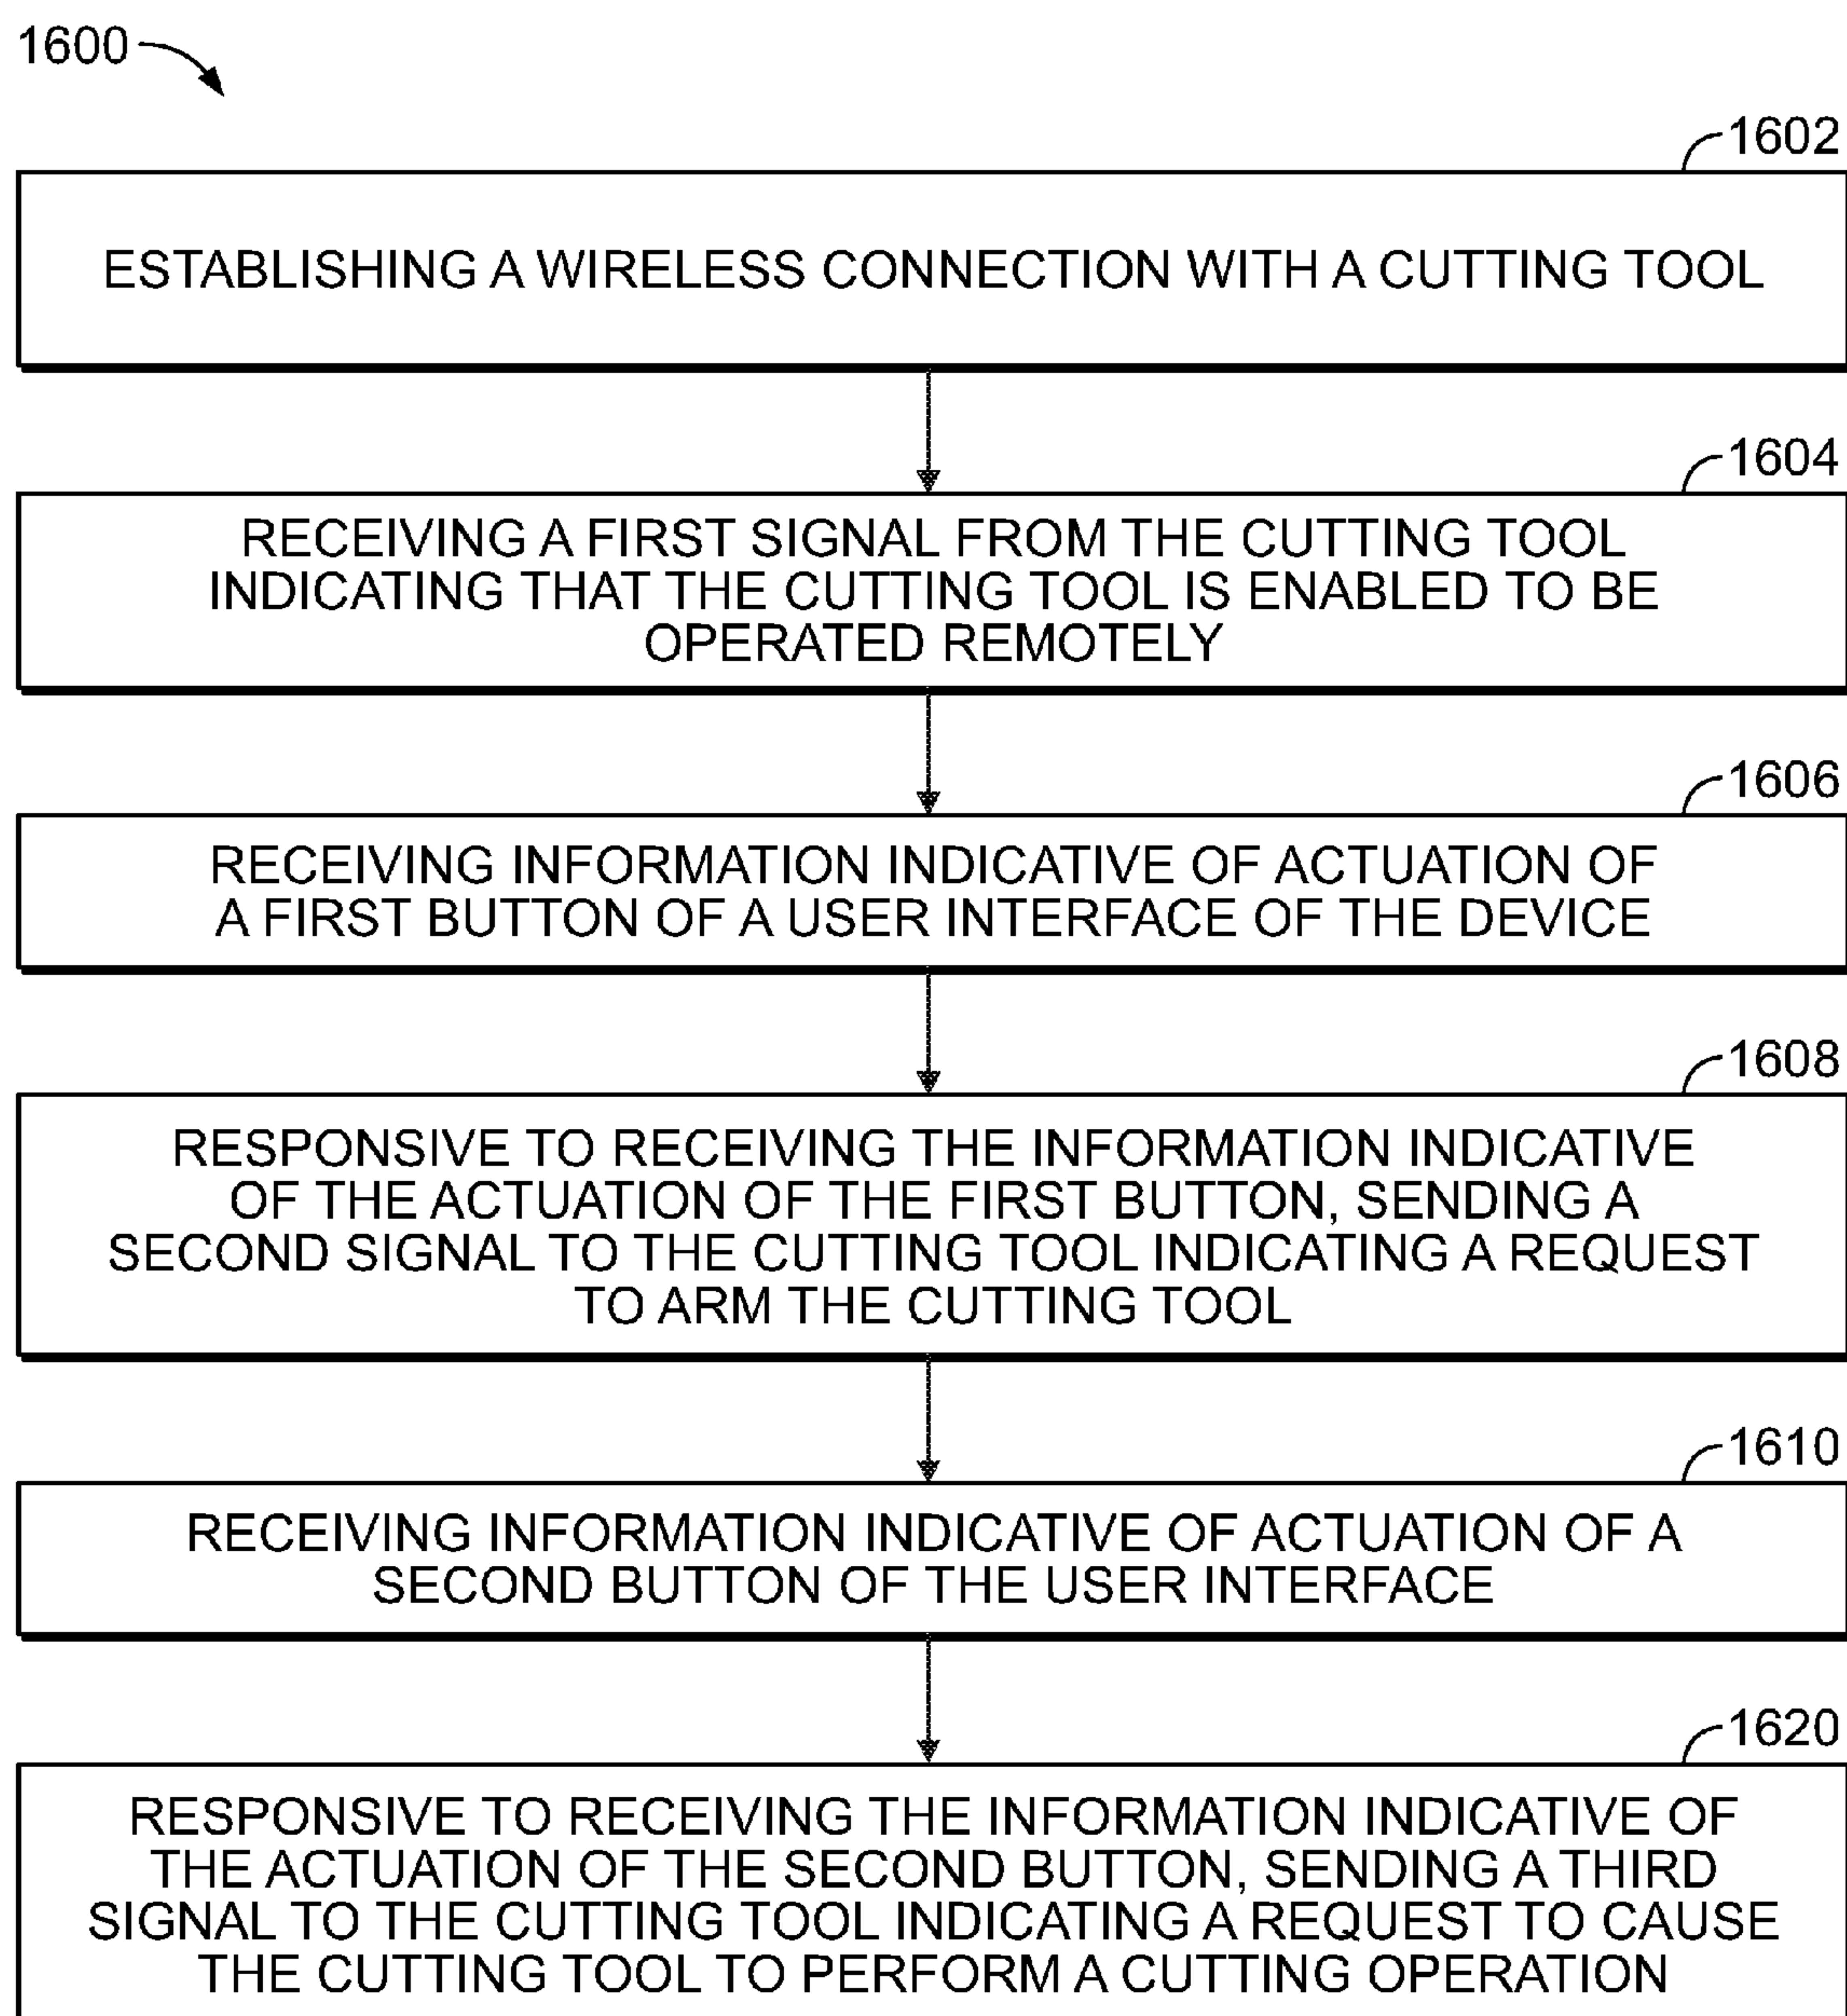 1600
1602
ESTABLISHING A WIRELESS CONNECTION WITH A CUTTING TOOL
1604
RECEIVING A FIRST SIGNAL FROM THE CUTTING TOOL
INDICATING THAT THE CUTTING TOOL IS ENABLED TO BE
OPERATED REMOTELY
1606
RECEIVING INFORMATION INDICATIVE OF ACTUATION OF
A FIRST BUTTON OF A USER INTERFACE OF THE DEVICE
1608
RESPONSIVE TO RECEIVING THE INFORMATION INDICATIVE
OF THE ACTUATION OF THE FIRST BUTTON, SENDING A
SECOND SIGNAL TO THE CUTTING TOOL INDICATING A REQUEST
TO ARM THE CUTTING TOOL
1610
RECEIVING INFORMATION INDICATIVE OF ACTUATION OF A
SECOND BUTTON OF THE USER INTERFACE
1620
RESPONSIVE TO RECEIVING THE INFORMATION INDICATIVE OF
THE ACTUATION OF THE SECOND BUTTON, SENDING A THIRD
SIGNAL TO THE CUTTING TOOL INDICATING A REQUEST TO CAUSE
THE CUTTING TOOL TO PERFORM A CUTTING OPERATION